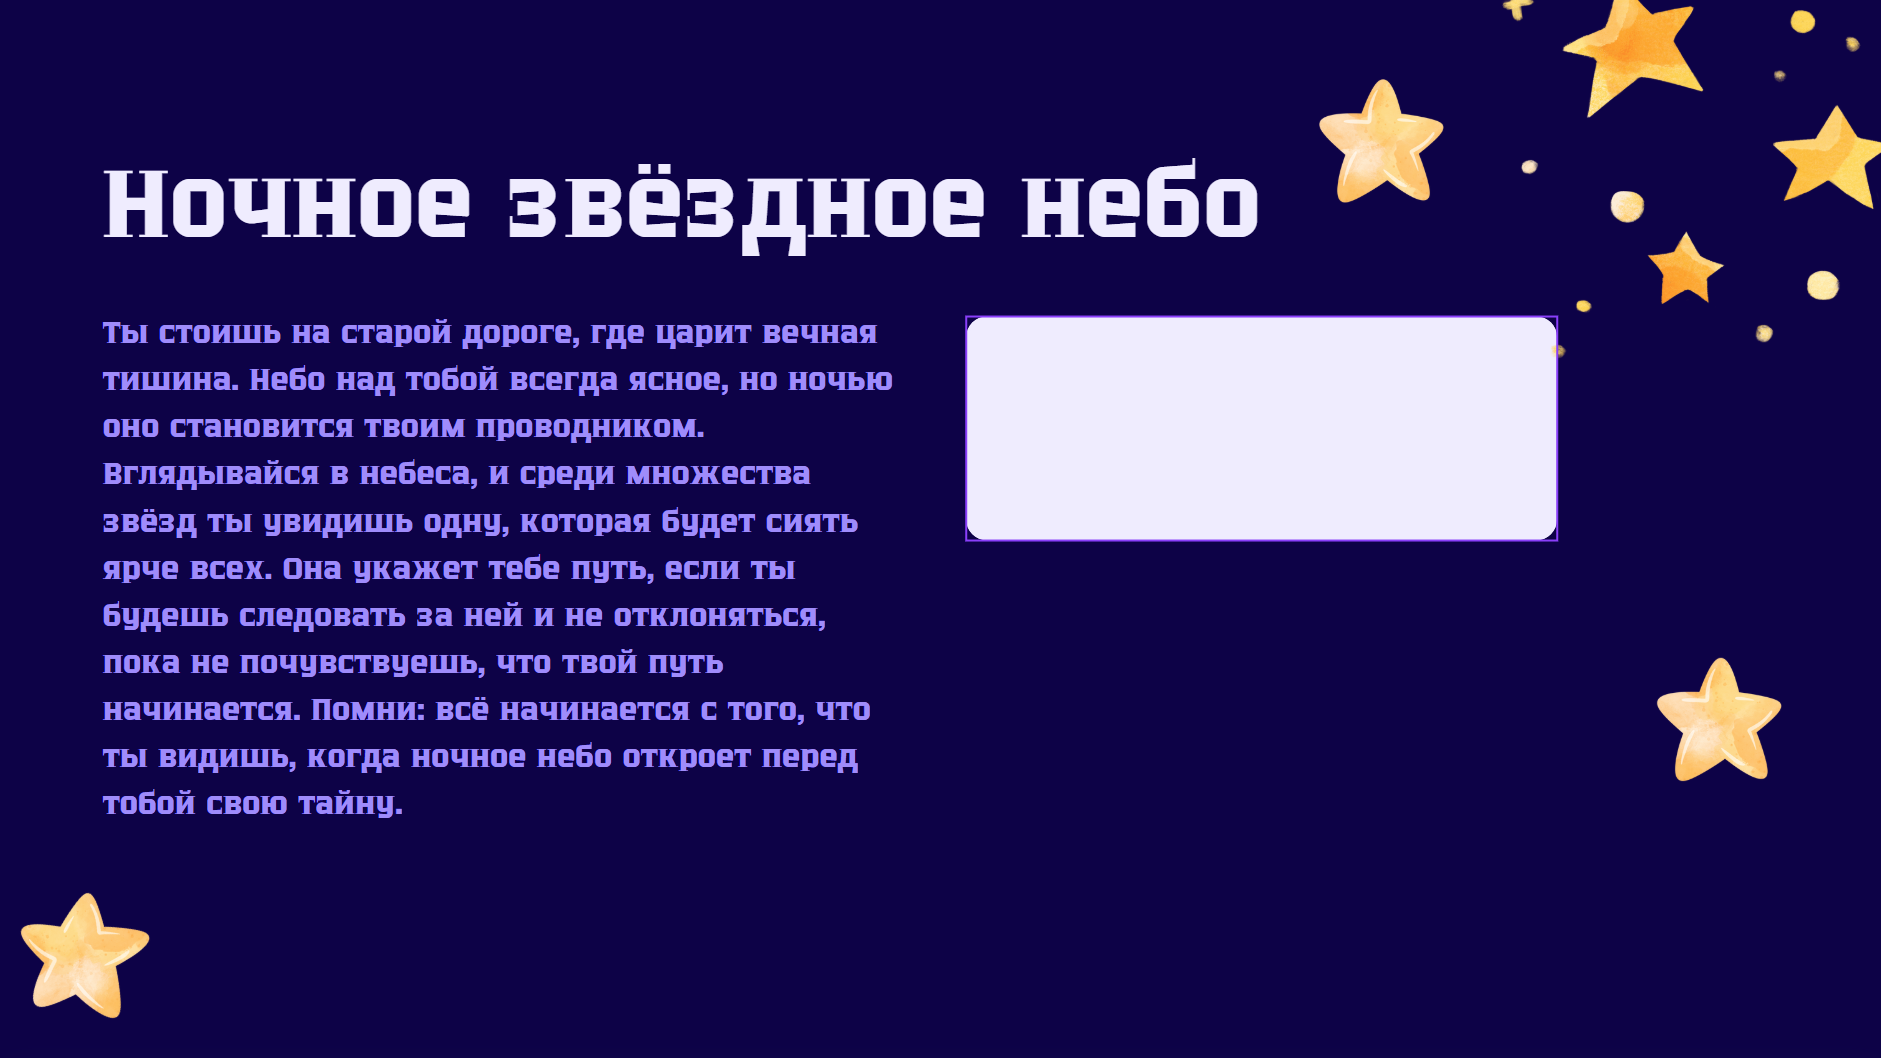 Ночное звёздное небо
Ты стоишь на старой дороге, где царит вечная
тишина. Небо над тобой всегда ясное, но ночью
оно становится твоим проводником.
Вглядывайся в небеса, и среди множества
звёзд ты увидишь одну, которая будет сиять
ярче всех. Она укажет тебе путь, если ты
будешь следовать за ней и не отклоняться,
пока не почувствуешь, что твой путь
начинается. Помни: всё начинается с того, что
ты видишь, когда ночное небо откроет перед
тобой свою тайну.